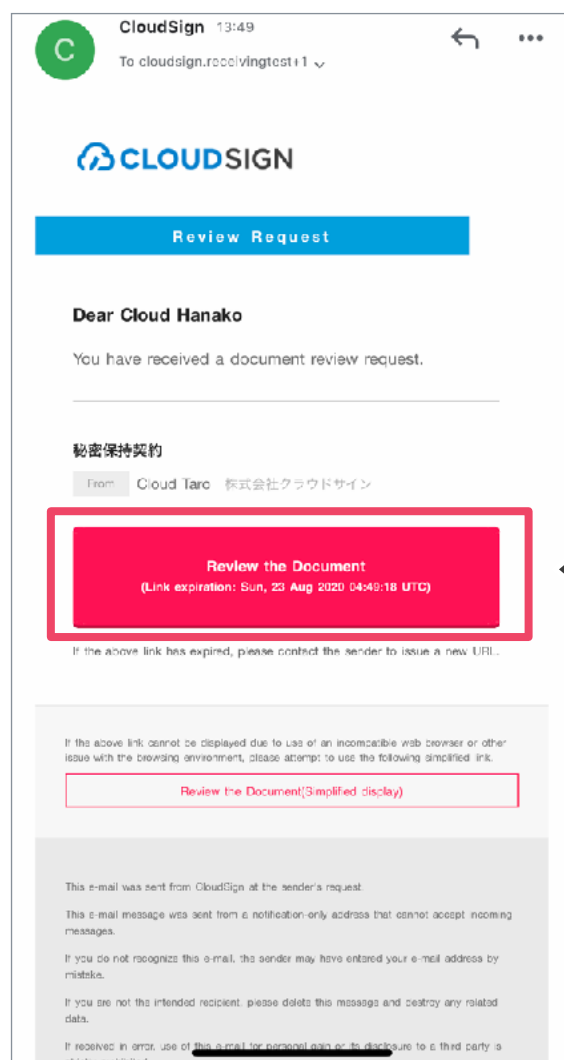 CloudSign 13:49
C
To cloudsign.receivingtest+1
CLOUDSIGN
Review Request
Dear Cloud Hanako
You have received a document review request.
秘密保持契約
From Cloud Taro 株式会社クラウドサイン
Review the Document
(Link expiration: Sun, 23 Aug 2020 04:49:18 UTC)
If the above link has expired, please contact the sender to issue a new URL.
If the above link cannot be displayed due to use of an incompatible web browser or other
issue with the browsing environment, please attempt to use the following simplified link.
Review the Document(Simplified display)
This e-mail was sent from CloudSign at the sender's request.
This e-mail message was sent from a notification-only address that cannot accept incoming
messages.
If you do not recognize this e-mail, the sender may have entered your e-mail address by
mistake.
If you are not the intended recipient, please delete this message and destroy any related
data.
If received in error, use of this e-mail for personal gain or its disclosure to a third party is